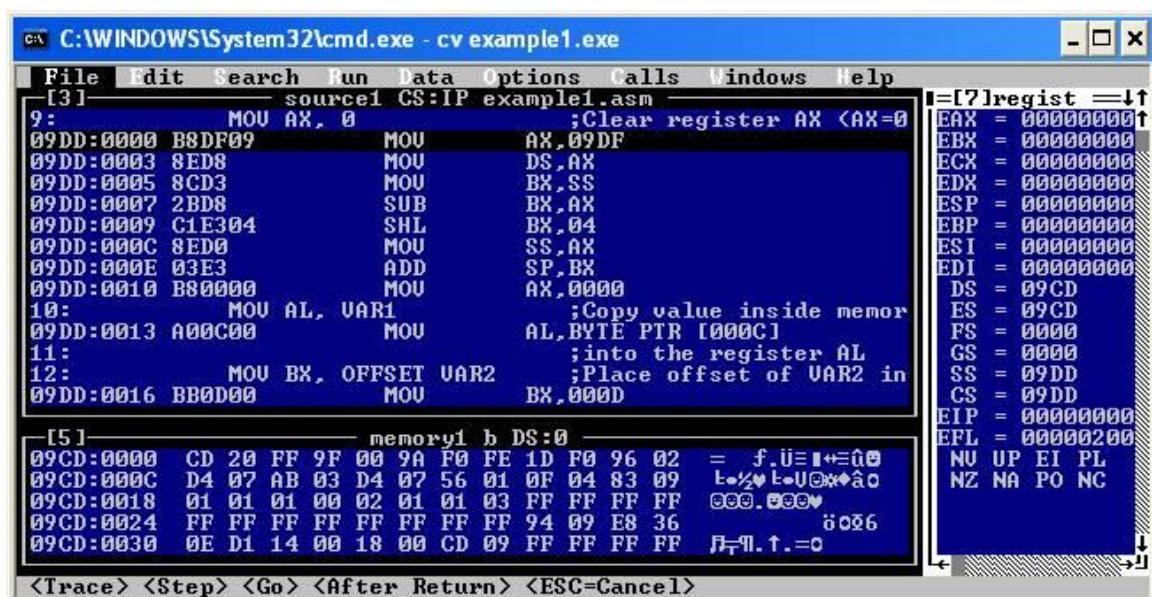 C:\WINDOWS\System32\cmd.exe - cv example1.exe
File Edit Search Run Data Options Calls Windows Help
[3] source1 CS:IP example1.asm
9: MOV AX, 0 ;Clear register AX (AX=0
09DD:0000 B8DF09 MOV AX,09DF
09DD:0003 8ED8 MOV DS,AX
09DD:0005 8CD3 MOV BX,SS
09DD:0007 2BD8 SUB BX,AX
09DD:0009 C1E304 SHL BX,04
09DD:000C 8ED0 MOV SS,AX
09DD:000E 03E3 ADD SP,BX
09DD:0010 B80000 MOV AX,0000
10: MOV AL, VAR1 ;Copy value inside memor
09DD:0013 A00C00 MOV AL,BYTE PTR [000C]
11: ;into the register AL
12: MOV BX, OFFSET VAR2 ;Place offset of VAR2 in
09DD:0016 BB0D00 MOV BX,000D
[5] memory1 b DS:0
09CD:0000 CD 20 FF 9F 00 9A F0 FE 1D F0 96 02
09CD:000C D4 07 AB 03 D4 07 56 01 0F 04 83 09
09CD:0018 01 01 01 00 02 01 01 03 FF FF FF FF
09CD:0024 FF FF FF FF FF FF FF FF 94 09 E8 36
09CD:0030 0E D1 14 00 18 00 CD 09 FF FF FF FF
[7]regist
EAX = 00000000
EBX = 00000000
ECX = 00000000
EDX = 00000000
ESP = 00000000
EBP = 00000000
ESI = 00000000
EDI = 00000000
DS = 09CD
ES = 09CD
FS = 0000
GS = 0000
SS = 09DD
CS = 09DD
EIP = 00000000
EFL = 00000200
NV UP EI PL
NZ NA PO NC
<Trace> <Step> <Go> <After Return> <ESC=Cancel>